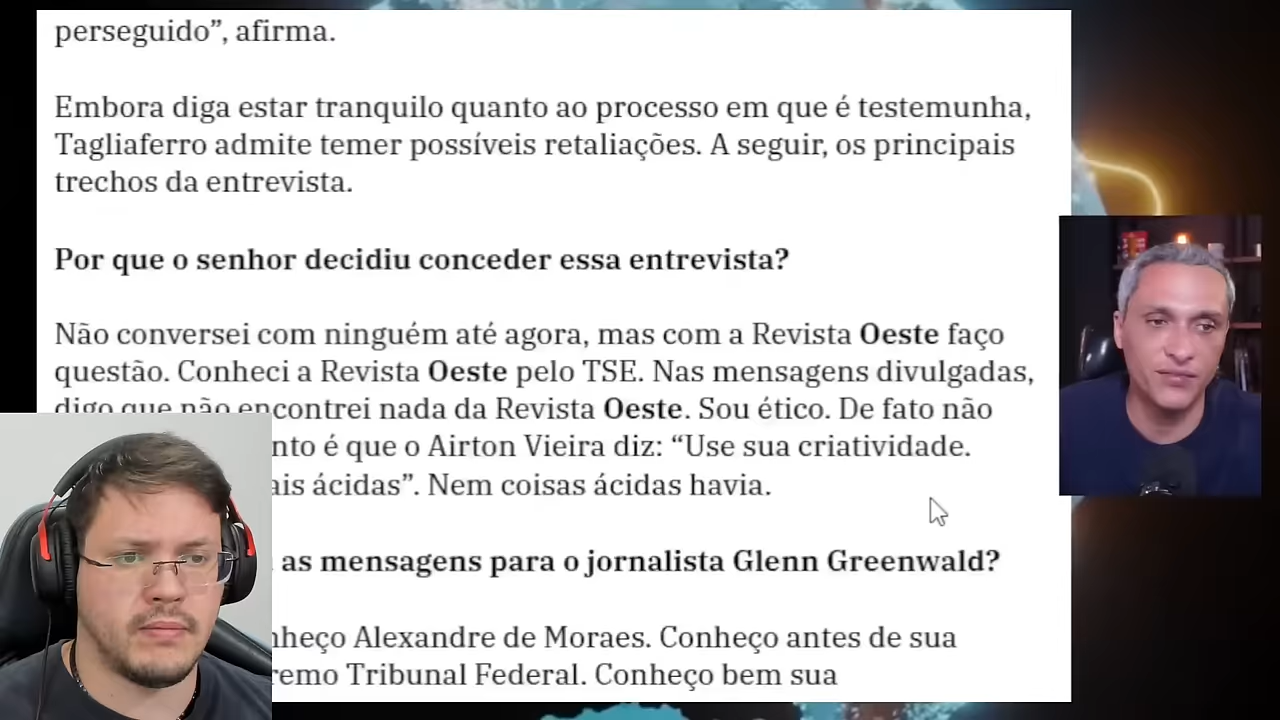 perseguido”, afirma.
Embora diga estar tranquilo quanto ao processo em que é testemunha,
Tagliaferro admite temer possíveis retaliações. A seguir, os principais
trechos da entrevista.
Por que o senhor decidiu conceder essa entrevista?
Não conversei com ninguém até agora, mas com a Revista Oeste faço
questão. Conheci a Revista Oeste pelo TSE. Nas mensagens divulgadas,
digo que não encontrei nada da Revista Oeste. Sou ético. De fato não
é que o Airton Vieira diz: “Use sua criatividade.
ácidas”. Nem coisas ácidas havia.
as mensagens para o jornalista Glenn Greenwald?
Alexandre de Moraes. Conheço antes de sua
Tribunal Federal. Conheço bem sua